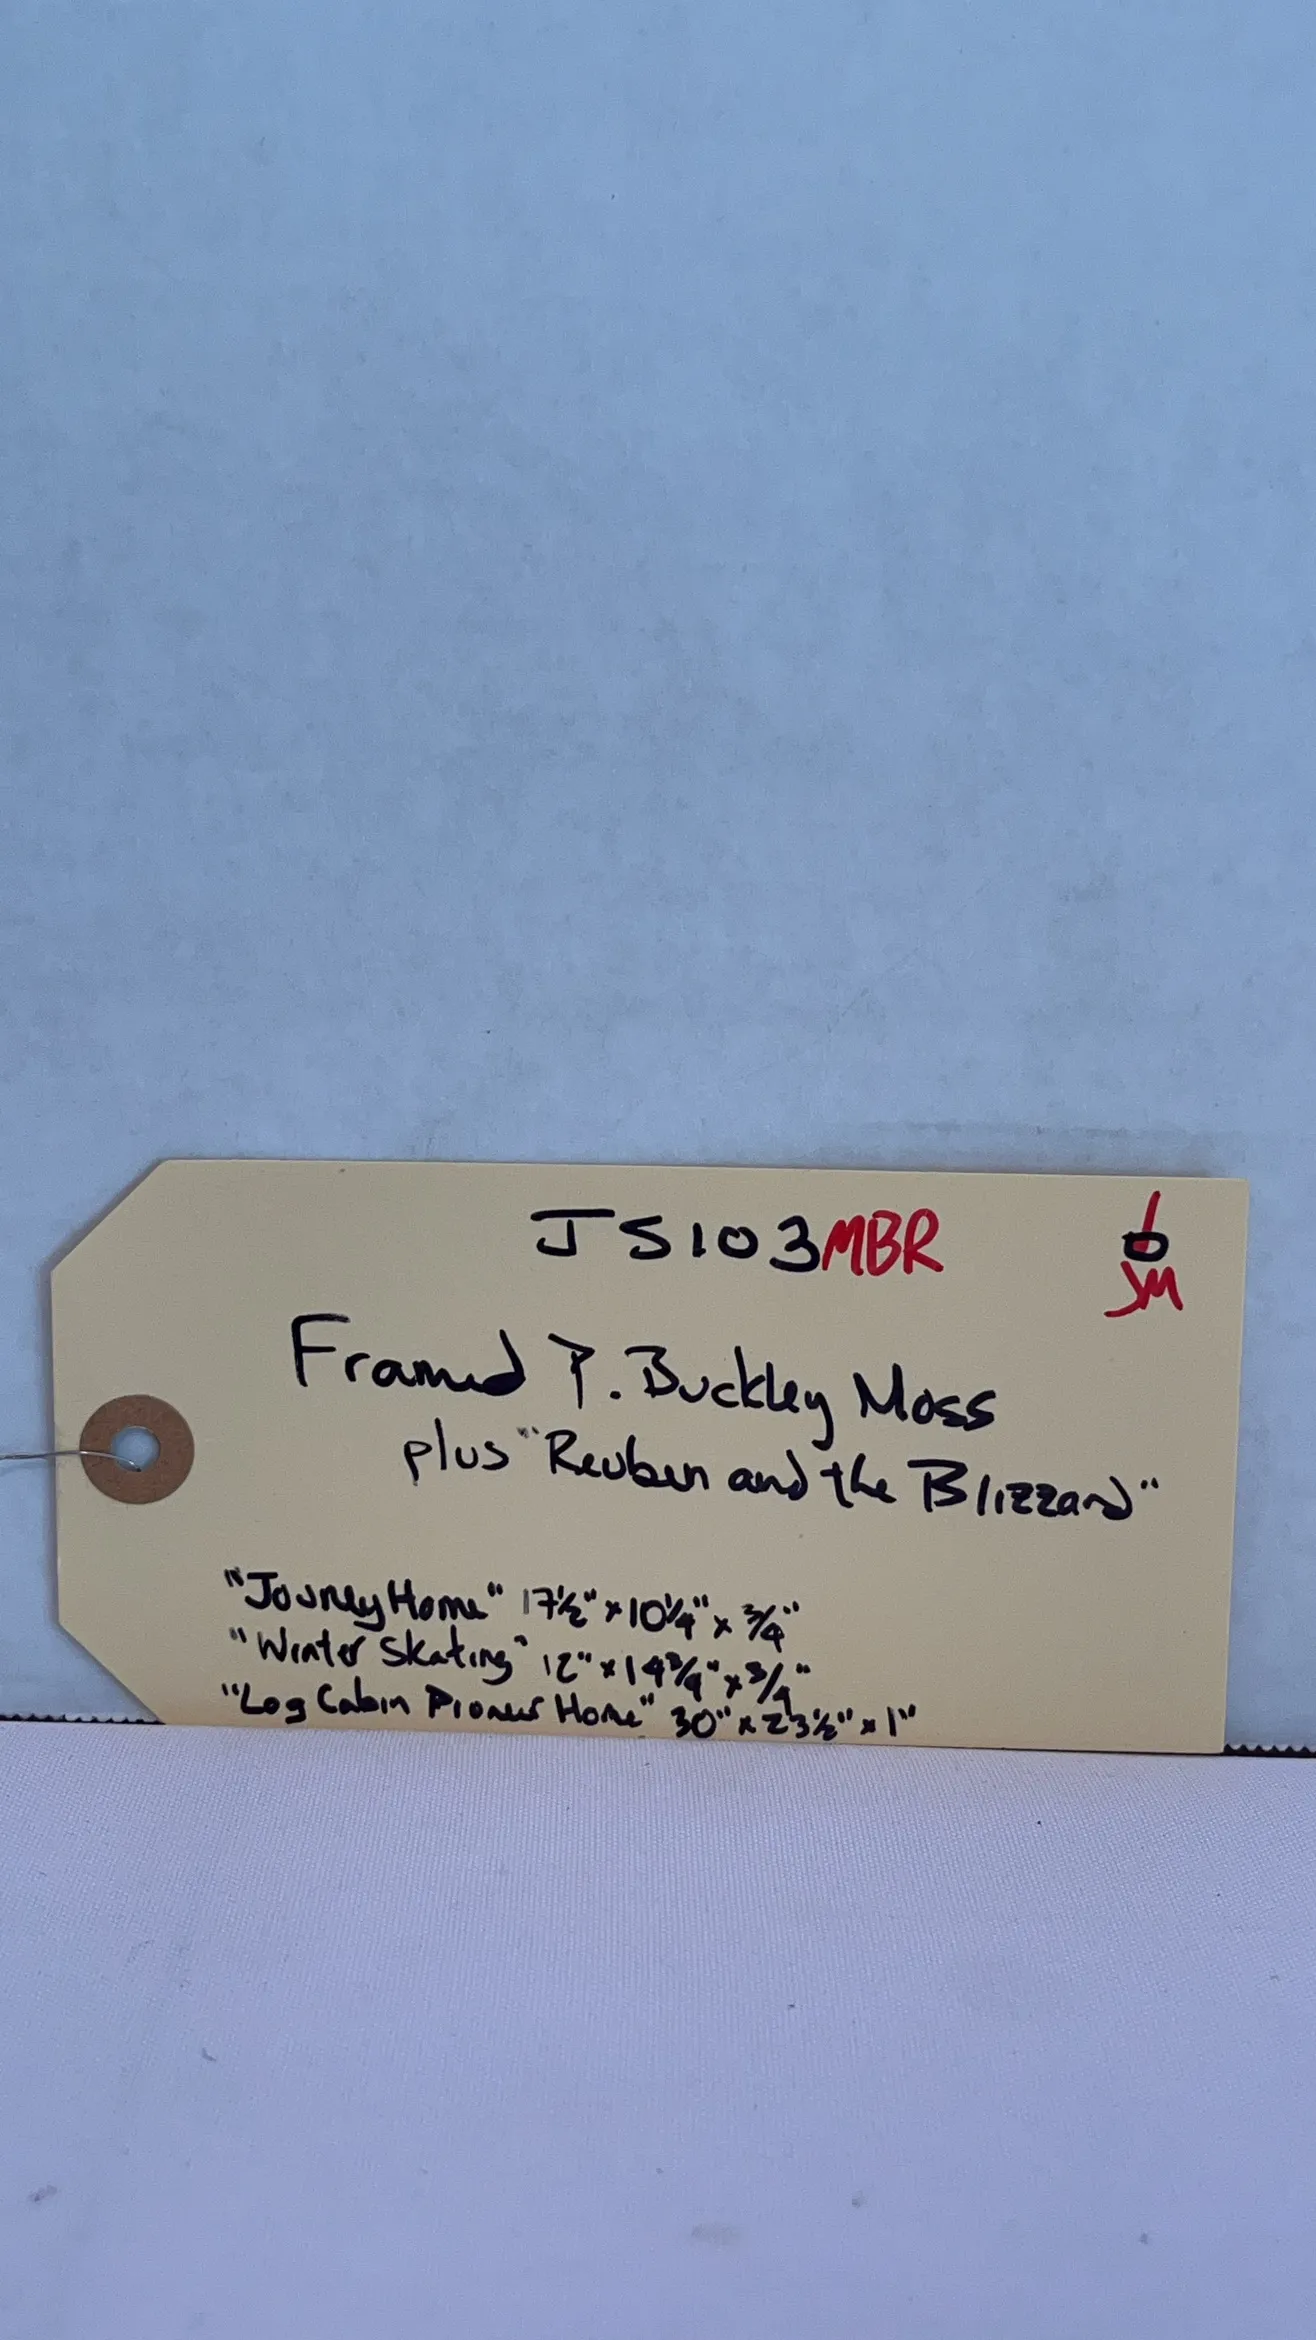 JS103MBR
JM
Framed P. Buckley Moss
plus "Reuben and the Blizzard"
"Journey Home" 17½" x 10¼" x ¾"
"Winter Skating" 12" x 14¾" x ¾"
"Log Cabin Pioneer Home" 30" x 23½" x 1"